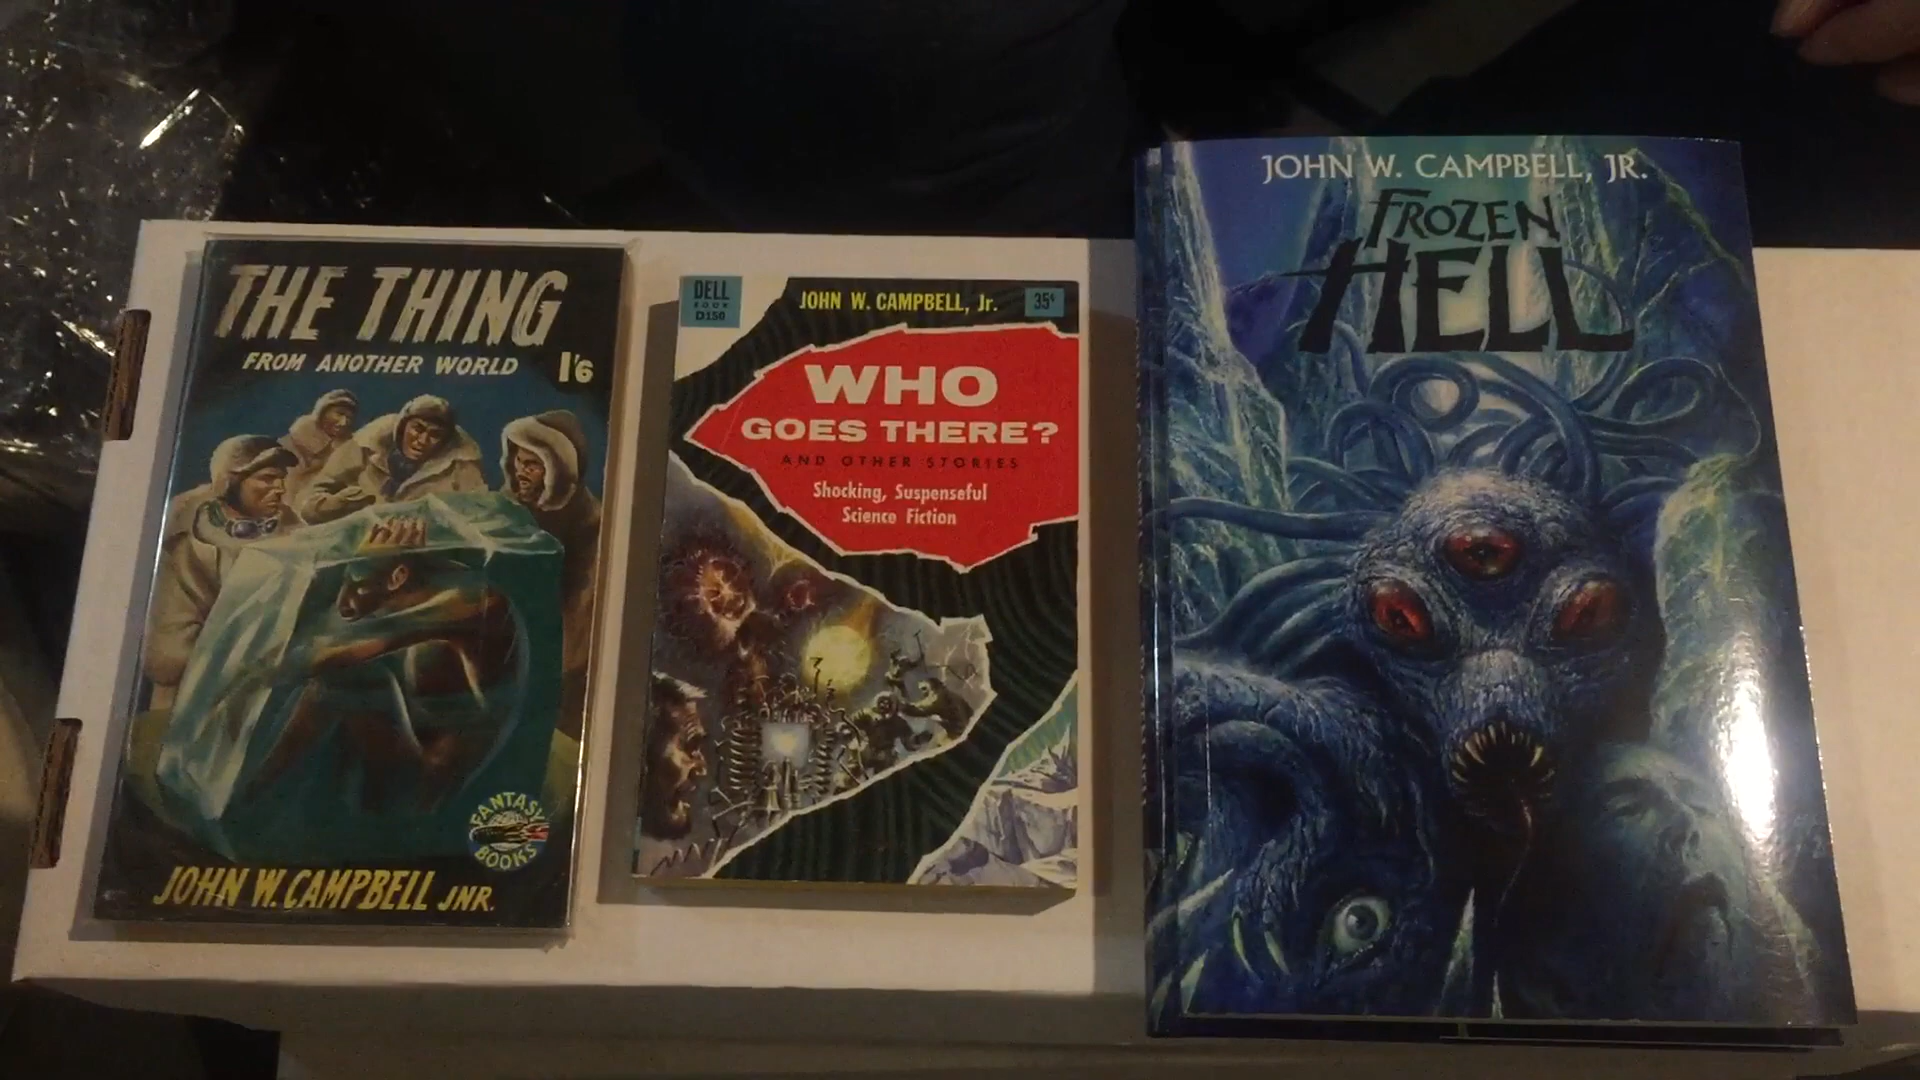 THE THING
FROM ANOTHER WORLD
1'6
FANTASY
BOOKS
JOHN W. CAMPBELL JNR.
DELL
BOOK
D150
JOHN W. CAMPBELL, Jr.
35¢
WHO
GOES THERE?
AND OTHER STORIES
Shocking, Suspenseful
Science Fiction
JOHN W. CAMPBELL, JR.
FROZEN
HELL